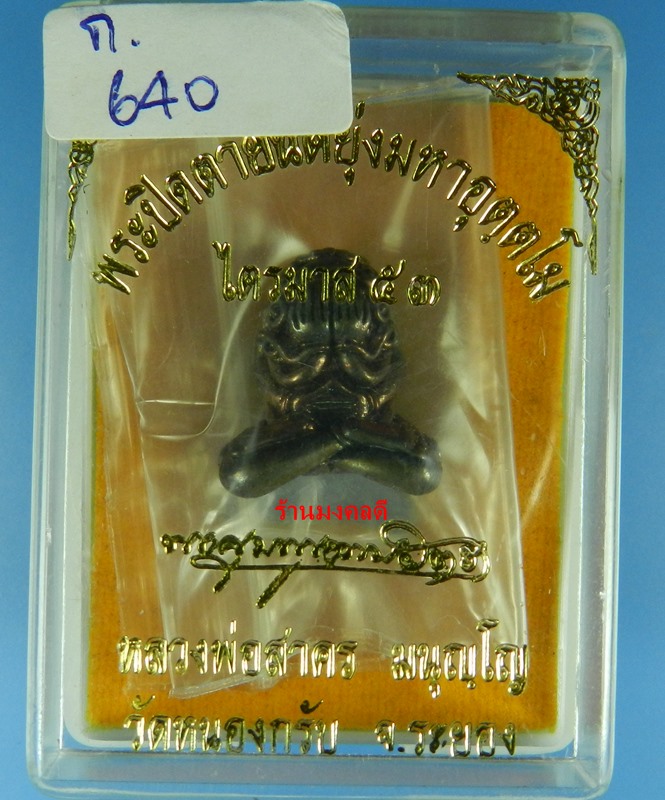 ก.
640
พระปิดตายันต์ยุ่งมหาอุตฺตโม
ไตรมาส ๕๓
ร้านมงคลดี
หลวงพ่อสาคร มนุญฺโญ
วัดหนองกรับ จ.ระยอง